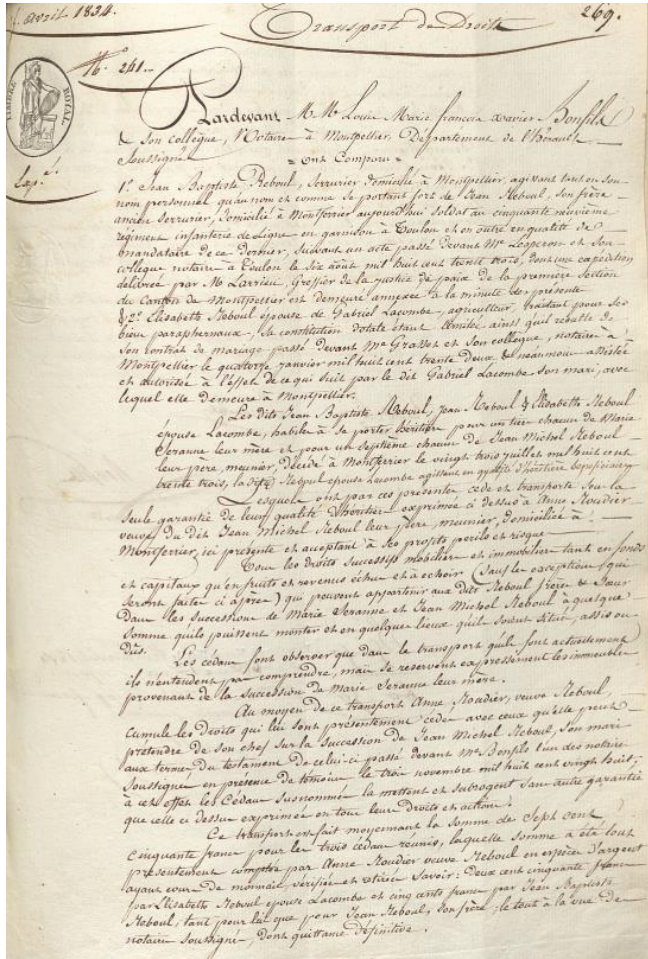 avril 1834.
Transport de Droits
269.
N.° 241.
TIMBRE ROYAL.
Pardevant M. Me Louis Marie françois xavier Bonfils
& son collègue, Notaires à Montpellier, Département de l'hérault
Soussignés
= ont Comparu =
Exp.é
1.° Jean Baptiste Reboul, Serrurier domicilié à Montpellier, agissant tant en son
nom personnel qu'au nom et comme se portant fort de Jean Reboul, son frère
ancien serrurier, domicilié à Montferrier aujourd'hui soldat au cinquante neuvième
régiment infanterie de Ligne en garnison à Toulon et en outre en qualité de
mandataire de ce dernier, suivant un acte passé devant Me Lesperon et son
collègue notaire à Toulon le six août mil huit cent trente trois, dont une expédition
délivrée par M. Larrieu, Greffier de la justice de paix de la première Section
du Canton de Montpellier est demeurée annexée à la minute des présentes
& 2.° Elisabeth Reboul épouse de Gabriel Lacombe, agriculteur, traitant pour ses
biens paraphernaux, sa constitution dotale étant limitée ainsi qu'il résulte de
son contrat de mariage passé devant Me Grasset et son collègue, notaires à
Montpellier le quatorze janvier mil huit cent trente deux, & néanmoins assistée
et autorisée à l'effet de ce qui suit par le dit Gabriel Lacombe son mari, avec
lequel elle demeure à Montpellier.
Les dits Jean Baptiste Reboul, Jean Reboul & Elisabeth Reboul
épouse Lacombe, habiles à se porter héritiers pour un tiers chacun de Marie
Seranne leur mère et pour un septième chacun de Jean Michel Reboul
leur père, meunier, décédé à Montferrier le vingt trois juillet mil huit cent
trente trois, la dite Reboul épouse Lacombe agissant en qualité d'héritière bénéficiaire
Lesquels ont par ces présentes cédé et transporté sous la
seule garantie de leur qualité d'héritiers exprimée ci dessus à Anne Roudier
veuve du dit Jean Michel Reboul leur père, meunier, domiciliée à
Montferrier, ici présente et acceptant à ses profits périls et risques
Tous les droits successifs mobiliers et immobiliers tant en fonds
et capitaux qu'en fruits et revenus échus et à échoir (sauf les exceptions qui
seront faites ci après) qui peuvent appartenir aux dits Reboul frères & Sœur
dans les successions de Marie Seranne et Jean Michel Reboul à quelque
somme qu'ils puissent monter et en quelques lieux qu'ils soient situés, assis ou
dûs.
Les cédans font observer que dans le transport qu'ils font actuellement
ils n'entendent pas comprendre, mais se réservent expressément les immeubles
provenant de la succession de Marie Seranne leur mère.
Au moyen de ce transport Anne Roudier, veuve Reboul,
cumule les droits qui lui sont présentement cédés avec ceux qu'elle peut
prétendre de son chef sur la succession de Jean Michel Reboul, son mari
aux termes du testament de celui-ci passé devant Me Bonfils l'un des notaires
soussignés en présence de témoins le trois novembre mil huit cent vingt huit;
à cet effet les Cédans susnommés la mettent et subrogent sans autre garantie
que celle ci dessus exprimée en tous leurs droits et actions.
Ce transport est fait moyennant la somme de Sept cent
cinquante francs pour les trois cédans réunis, laquelle somme a été tout
présentement comptée par Anne Roudier veuve Reboul en espèces d'argent
ayant cours de monnaie, vérifiée et retirée savoir: Deux cent cinquante francs
par Elisabeth Reboul épouse Lacombe et cinq cents francs par Jean Baptiste
Reboul, tant pour lui que pour Jean Reboul, son frère; le tout à la vue de
notaires soussignés, dont quittance définitive.